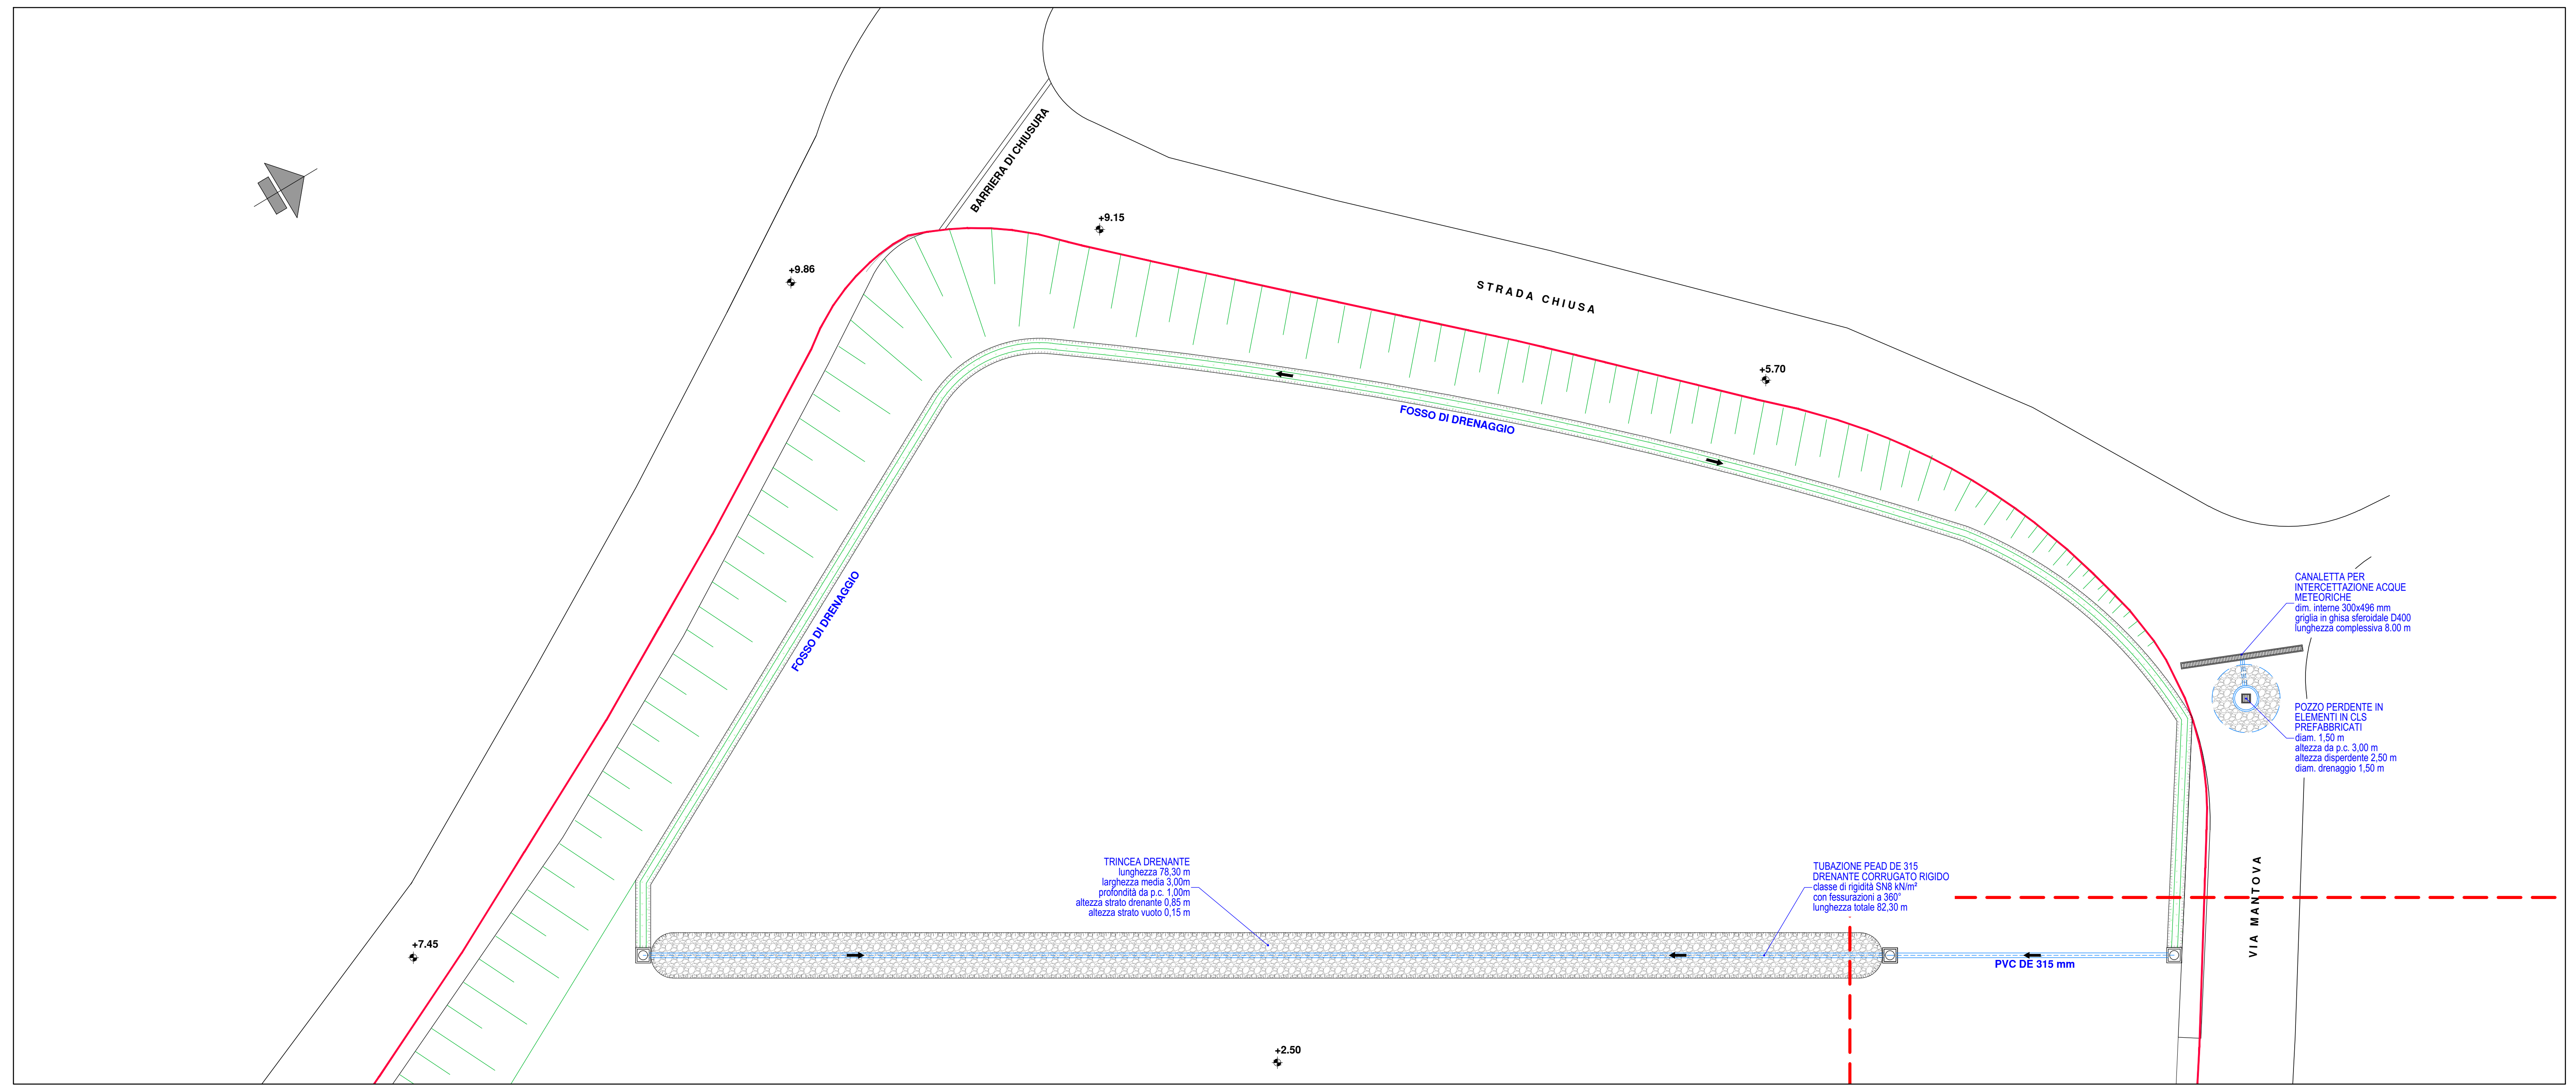 BARRIERA DI CHIUSURA
+9.15
+9.86
STRADA CHIUSA
+5.70
FOSSO DI DRENAGGIO
FOSSO DI DRENAGGIO
CANALETTA PER
INTERCETTAZIONE ACQUE
METEORICHE
dim. interne 300x496 mm
griglia in ghisa sferoidale D400
lunghezza complessiva 8.00 m
POZZO PERDENTE IN
ELEMENTI IN CLS
PREFABBRICATI
diam. 1,50 m
altezza da p.c. 3,00 m
altezza disperdente 2,50 m
diam. drenaggio 1,50 m
TRINCEA DRENANTE
lunghezza 78,30 m
larghezza media 3,00m
profondità da p.c. 1,00m
altezza strato drenante 0,85 m
altezza strato vuoto 0,15 m
TUBAZIONE PEAD DE 315
DRENANTE CORRUGATO RIGIDO
classe di rigidità SN8 kN/m²
con fessurazioni a 360°
lunghezza totale 82,30 m
VIA MANTOVA
+7.45
PVC DE 315 mm
+2.50